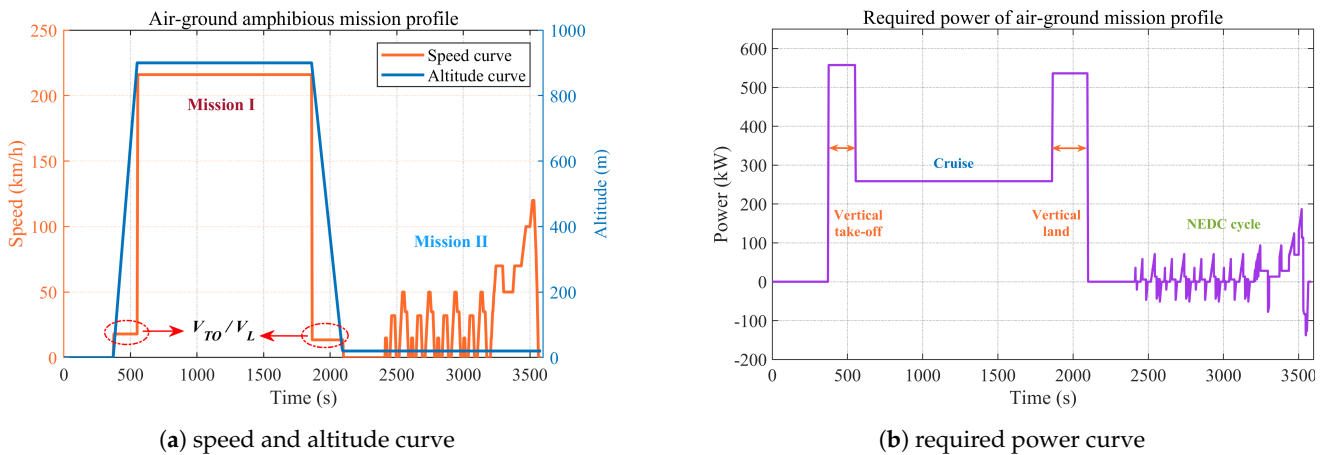 Air-ground amphibious mission profile
250
200
150
100
50
0
Speed (km/h)
1000
800
600
400
200
0
Altitude (m)
Speed curve
Altitude curve
Mission I
Mission II
V_TO / V_L
0 500 1000 1500 2000 2500 3000 3500
Time (s)
(a) speed and altitude curve
Required power of air-ground mission profile
600
500
400
300
200
100
0
-100
-200
Power (kW)
Cruise
Vertical
take-off
Vertical
land
NEDC cycle
0 500 1000 1500 2000 2500 3000 3500
Time (s)
(b) required power curve